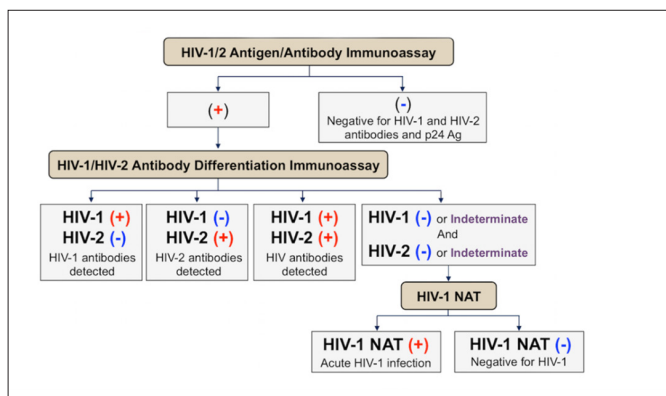 HIV-1/2 Antigen/Antibody Immunoassay
(+)
(-)
Negative for HIV-1 and HIV-2
antibodies and p24 Ag
HIV-1/HIV-2 Antibody Differentiation Immunoassay
HIV-1 (+)
HIV-2 (-)
HIV-1 antibodies
detected
HIV-1 (-)
HIV-2 (+)
HIV-2 antibodies
detected
HIV-1 (+)
HIV-2 (+)
HIV antibodies
detected
HIV-1 (-) or Indeterminate
And
HIV-2 (-) or Indeterminate
HIV-1 NAT
HIV-1 NAT (+)
Acute HIV-1 infection
HIV-1 NAT (-)
Negative for HIV-1